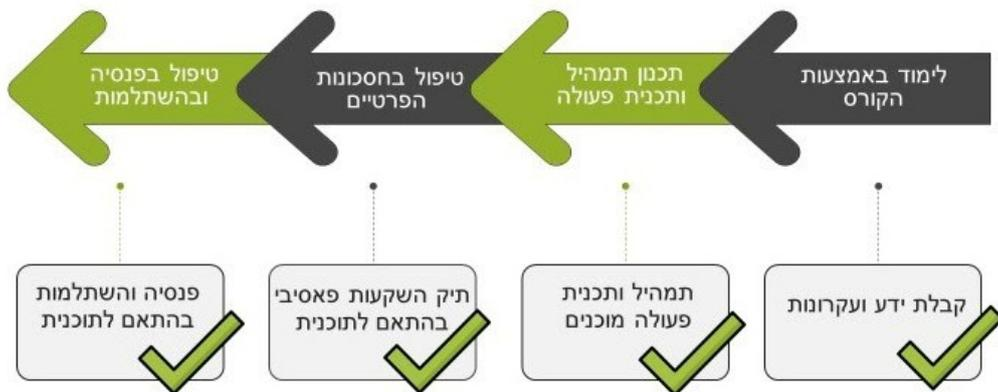 לימוד באמצעות
הקורס
תכנון תמהיל
ותכנית פעולה
טיפול בחסכונות
הפרטיים
טיפול בפנסיה
ובהשתלמות
קבלת ידע ועקרונות
תמהיל ותכנית
פעולה מוכנים
תיק השקעות פאסיבי
בהתאם לתוכנית
פנסיה והשתלמות
בהתאם לתוכנית